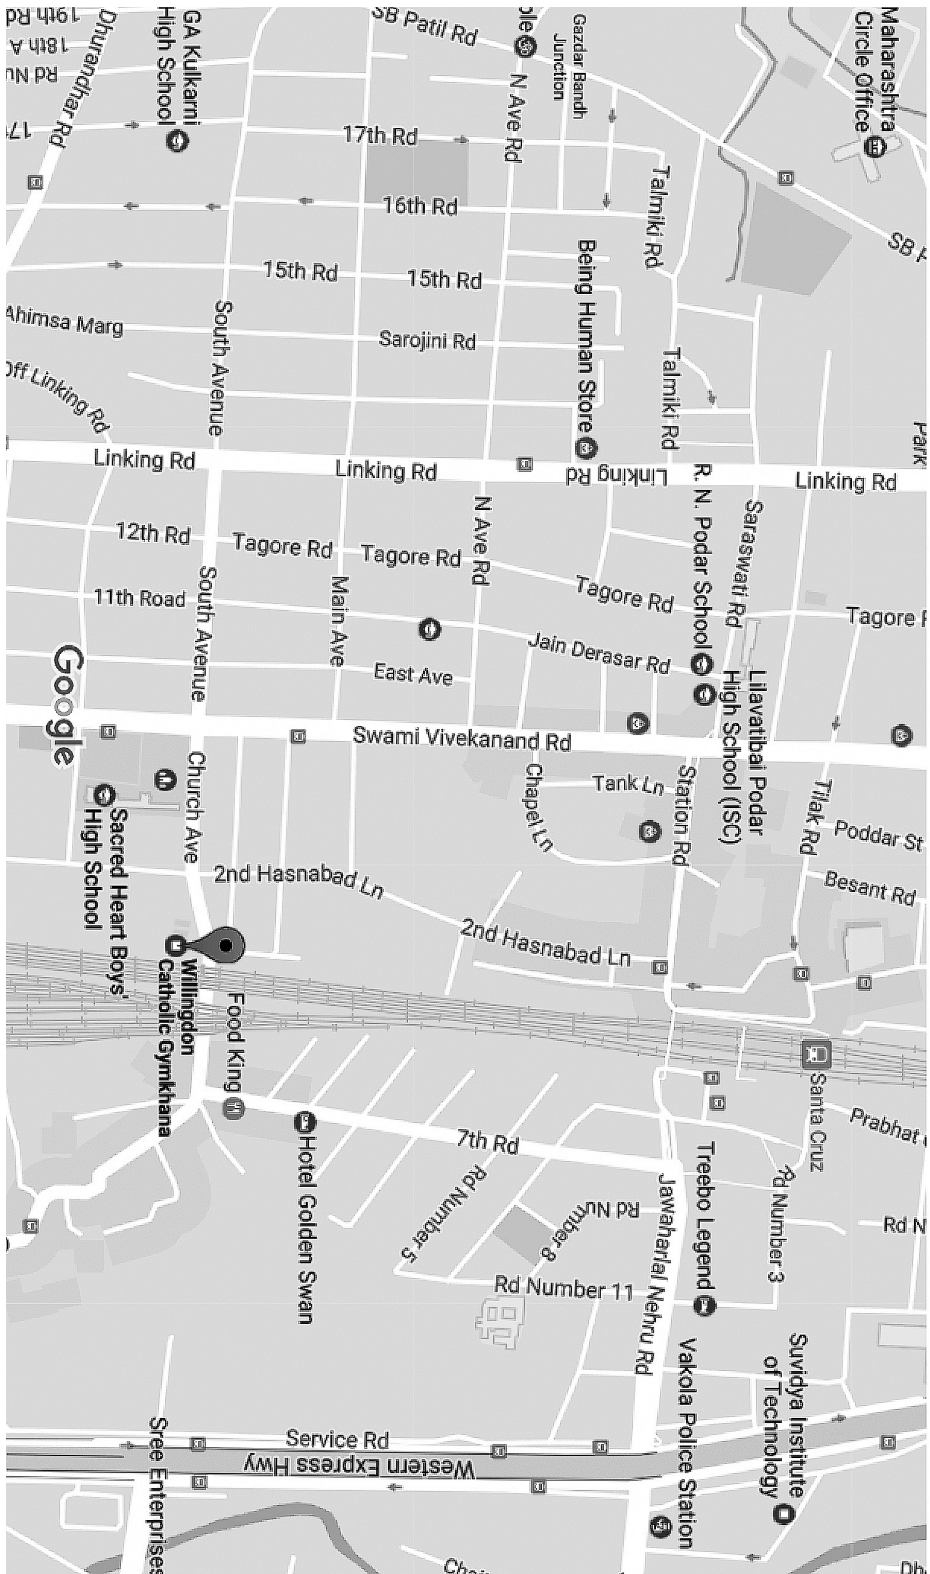 19th Rd
18th A
Rd Nu
17
Dhurandhar Rd
GA Kulkarni
High School
SB Patil Rd
ple
N Ave Rd
Gazdar Bandh
Junction
Maharashtra
Circle Office
17th Rd
16th Rd
Talmiki Rd
SB P
15th Rd
15th Rd
Being Human Store
Ahimsa Marg
South Avenue
Sarojini Rd
Talmiki Rd
Off Linking Rd
Park
Linking Rd
Linking Rd
Linking Rd
Linking Rd
R. N. Podar School
Saraswati Rd
12th Rd
Tagore Rd
Tagore Rd
N Ave Rd
Tagore Rd
Tagore R
11th Road
South Avenue
Main Ave
Jain Derasar Rd
East Ave
Lilavatibai Podar
High School (ISC)
Google
Swami Vivekanand Rd
Church Ave
Chapel Ln
Tank Ln
Station Rd
Tilak Rd
Poddar St
Besant Rd
Sacred Heart Boys'
High School
2nd Hasnabad Ln
2nd Hasnabad Ln
Willingdon
Catholic Gymkhana
Food King
Santa Cruz
Prabhat
Hotel Golden Swan
7th Rd
Rd Number 5
Rd Number 8
Jawaharlal Nehru Rd
Treebo Legend
Rd Number 3
Rd N
Rd Number 11
Vakola Police Station
Suvidya Institute
of Technology
Sree Enterprises
Service Rd
Western Express Hwy
Dh